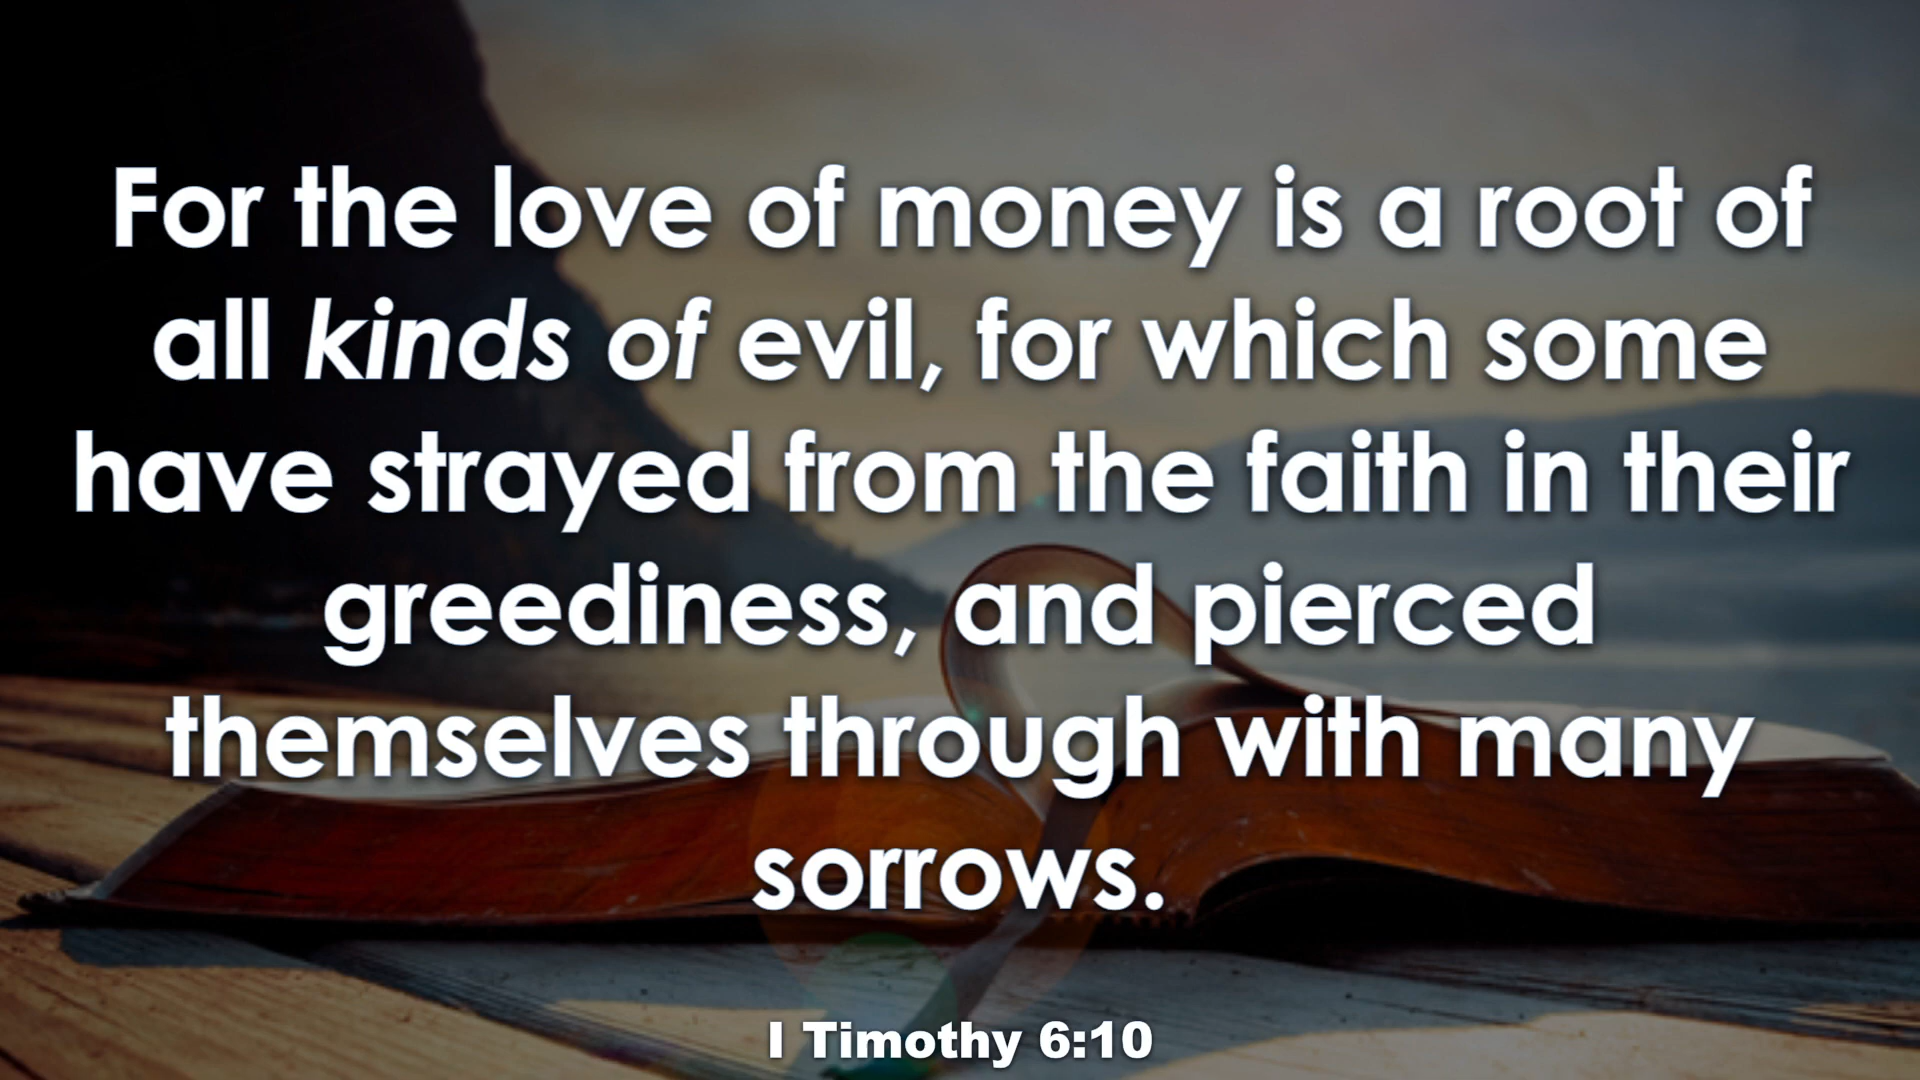 For the love of money is a root of
all kinds of evil, for which some
have strayed from the faith in their
greediness, and pierced
themselves through with many
sorrows.
I Timothy 6:10